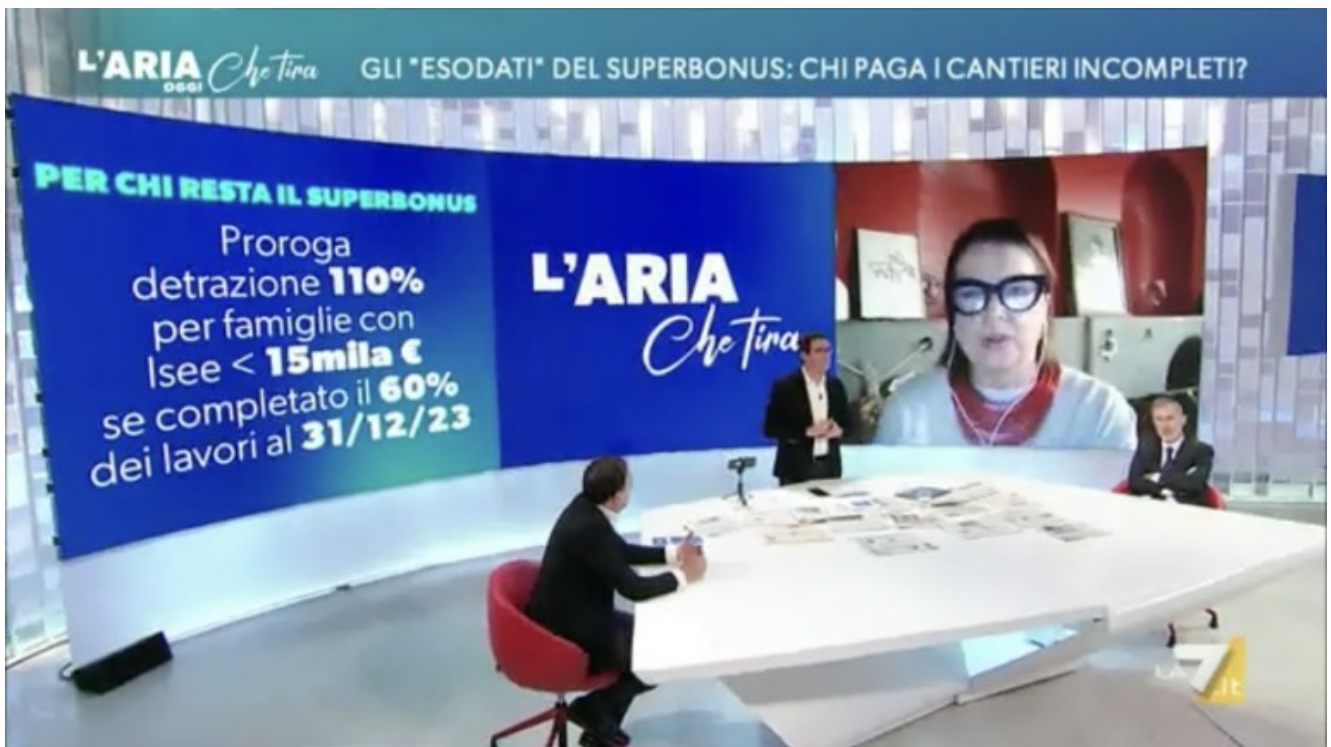 L'ARIA Che tira
OGGI
GLI "ESODATI" DEL SUPERBONUS: CHI PAGA I CANTIERI INCOMPLETI?
PER CHI RESTA IL SUPERBONUS
Proroga
detrazione 110%
per famiglie con
Isee < 15mila €
se completato il 60%
dei lavori al 31/12/23
L'ARIA
Che tira
LA7.it